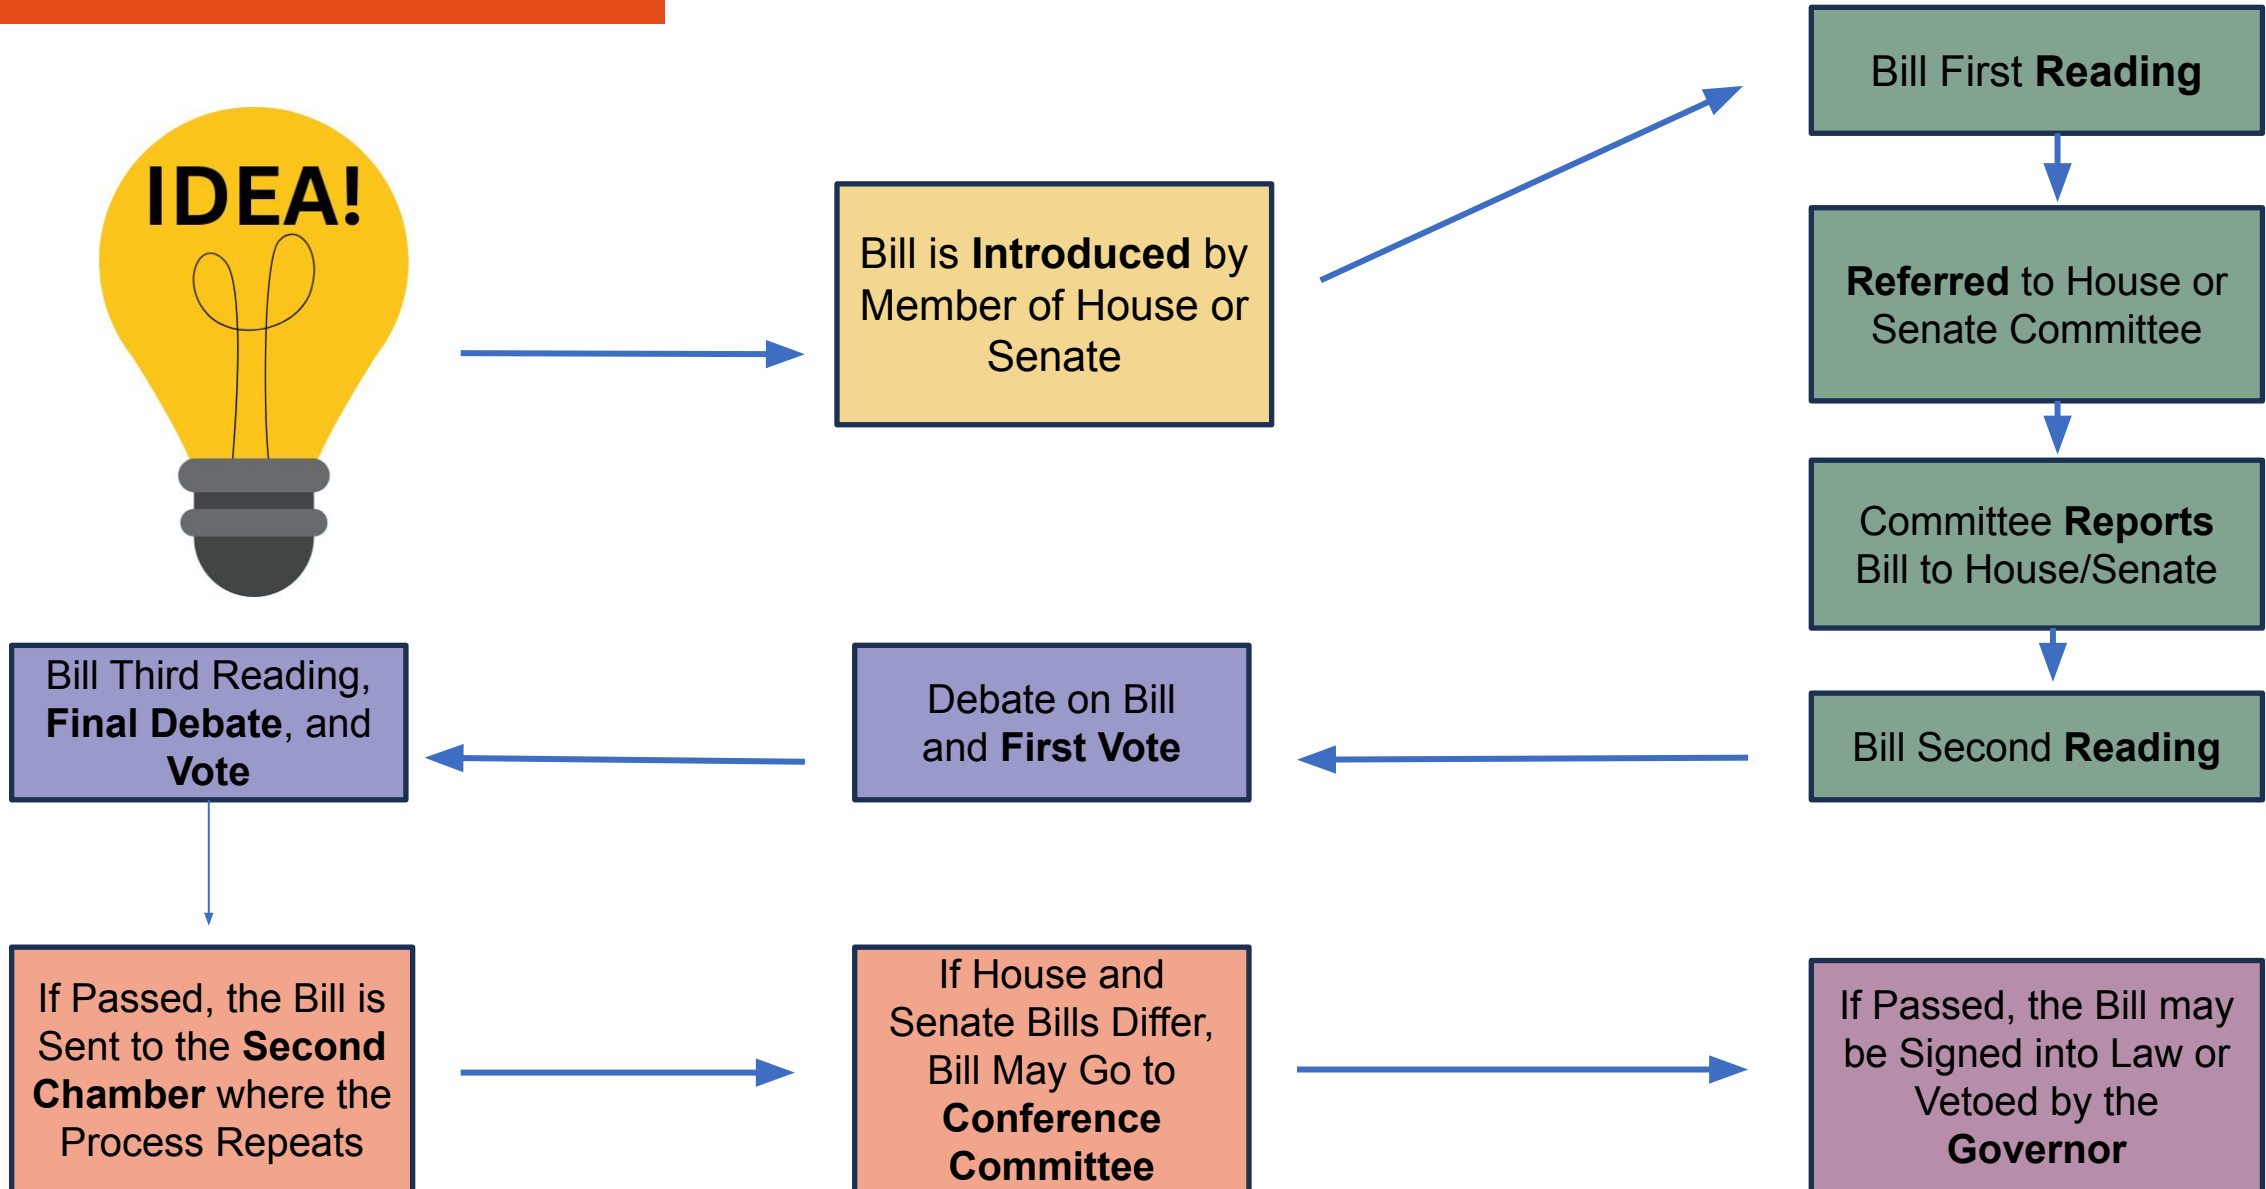 IDEA!
Bill is Introduced by
Member of House or
Senate
Bill First Reading
Referred to House or
Senate Committee
Committee Reports
Bill to House/Senate
Bill Second Reading
Debate on Bill
and First Vote
Bill Third Reading,
Final Debate, and
Vote
If Passed, the Bill is
Sent to the Second
Chamber where the
Process Repeats
If House and
Senate Bills Differ,
Bill May Go to
Conference
Committee
If Passed, the Bill may
be Signed into Law or
Vetoed by the
Governor